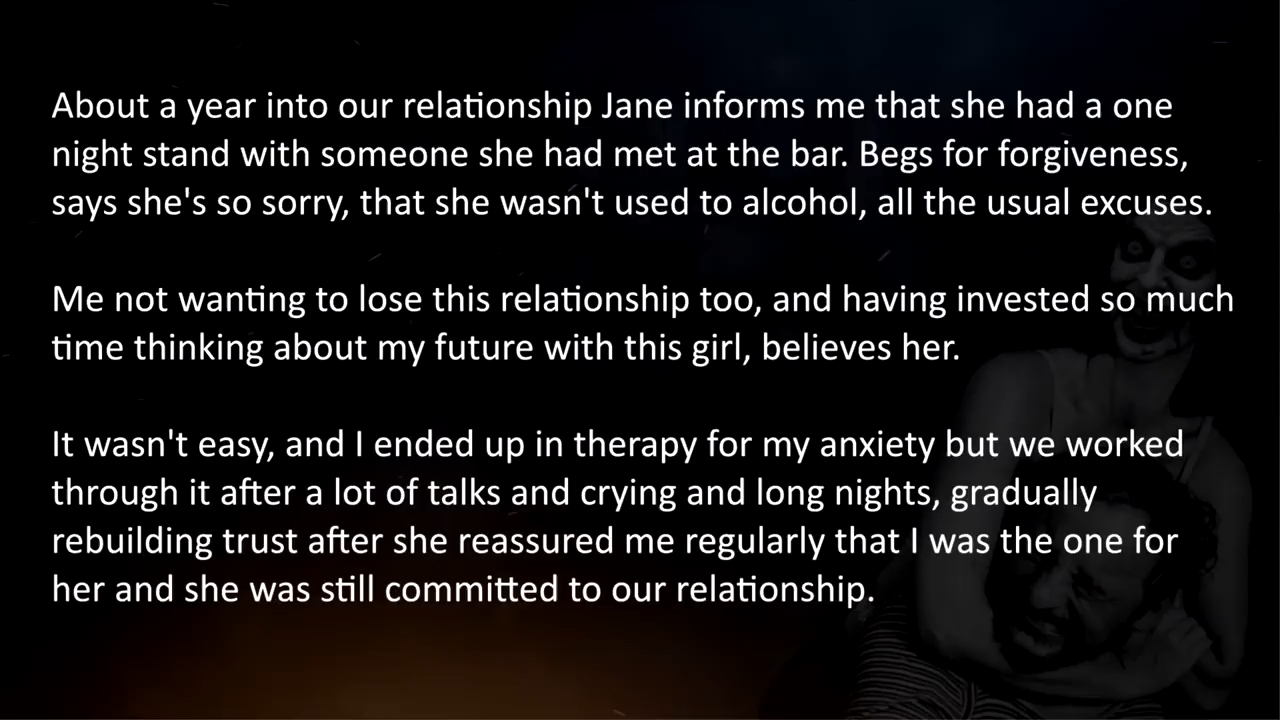 About a year into our relationship Jane informs me that she had a one
night stand with someone she had met at the bar. Begs for forgiveness,
says she's so sorry, that she wasn't used to alcohol, all the usual excuses.
Me not wanting to lose this relationship too, and having invested so much
time thinking about my future with this girl, believes her.
It wasn't easy, and I ended up in therapy for my anxiety but we worked
through it after a lot of talks and crying and long nights, gradually
rebuilding trust after she reassured me regularly that I was the one for
her and she was still committed to our relationship.